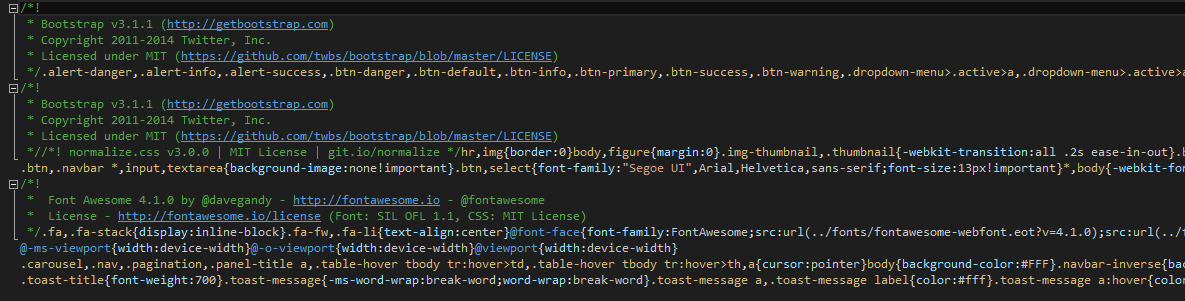 /*!
 * Bootstrap v3.1.1 (http://getbootstrap.com)
 * Copyright 2011-2014 Twitter, Inc.
 * Licensed under MIT (https://github.com/twbs/bootstrap/blob/master/LICENSE)
 */.alert-danger,.alert-info,.alert-success,.btn-danger,.btn-default,.btn-info,.btn-primary,.btn-success,.btn-warning,.dropdown-menu>.active>a,.dropdown-menu>.active>a
/*!
 * Bootstrap v3.1.1 (http://getbootstrap.com)
 * Copyright 2011-2014 Twitter, Inc.
 * Licensed under MIT (https://github.com/twbs/bootstrap/blob/master/LICENSE)
 *//*! normalize.css v3.0.0 | MIT License | git.io/normalize */hr,img{border:0}body,figure{margin:0}.img-thumbnail,.thumbnail{-webkit-transition:all .2s ease-in-out}.b
.btn,.navbar *,input,textarea{background-image:none!important}.btn,select{font-family:"Segoe UI",Arial,Helvetica,sans-serif;font-size:13px!important}*,body{-webkit-fon
/*!
 *  Font Awesome 4.1.0 by @davegandy - http://fontawesome.io - @fontawesome
 *  License - http://fontawesome.io/license (Font: SIL OFL 1.1, CSS: MIT License)
 */.fa,.fa-stack{display:inline-block}.fa-fw,.fa-li{text-align:center}@font-face{font-family:FontAwesome;src:url(../fonts/fontawesome-webfont.eot?v=4.1.0);src:url(../f
@-ms-viewport{width:device-width}@-o-viewport{width:device-width}@viewport{width:device-width}
.carousel,.nav,.pagination,.panel-title a,.table-hover tbody tr:hover>td,.table-hover tbody tr:hover>th,a{cursor:pointer}body{background-color:#FFF}.navbar-inverse{bac
.toast-title{font-weight:700}.toast-message{-ms-word-wrap:break-word;word-wrap:break-word}.toast-message a,.toast-message label{color:#fff}.toast-message a:hover{color